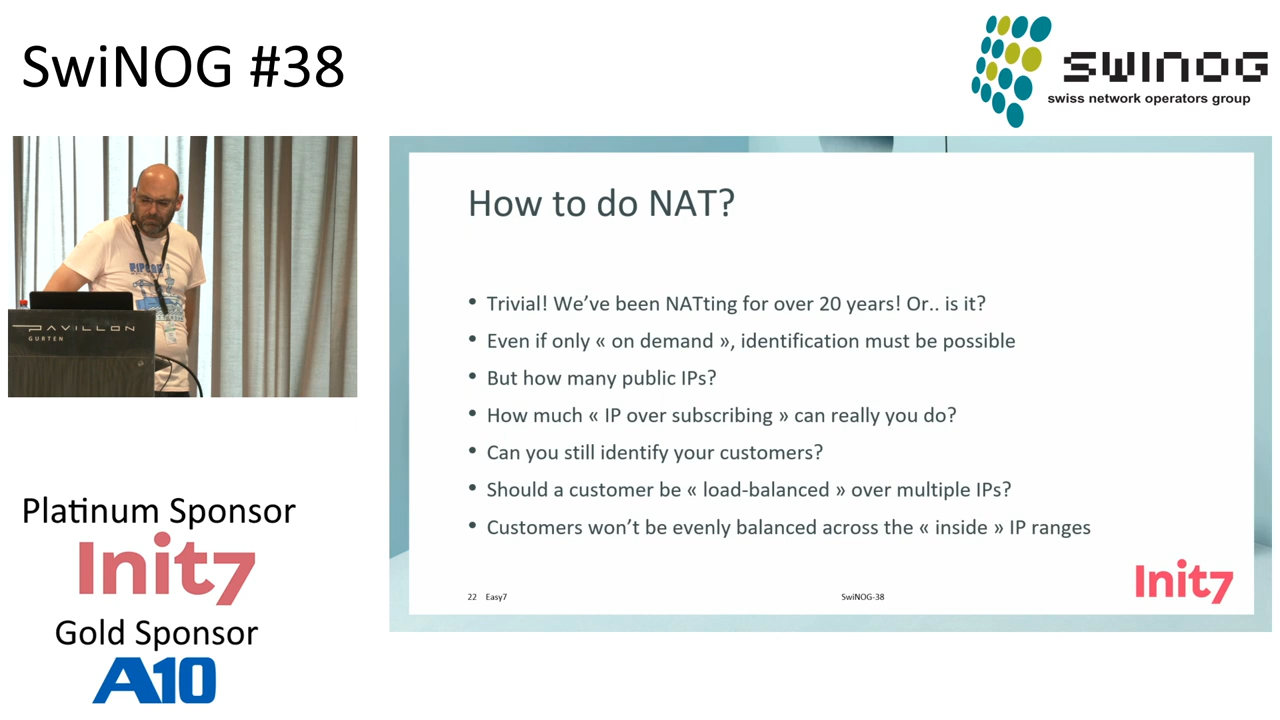 SwiNOG #38
SWINOG
swiss network operators group
PAVILLON
GURTEN
How to do NAT?
• Trivial! We’ve been NATting for over 20 years! Or.. is it?
• Even if only « on demand », identification must be possible
• But how many public IPs?
• How much « IP over subscribing » can really you do?
• Can you still identify your customers?
• Should a customer be « load-balanced » over multiple IPs?
• Customers won’t be evenly balanced across the « inside » IP ranges
22 Easy7
SwiNOG-38
Init7
Platinum Sponsor
Init7
Gold Sponsor
A10